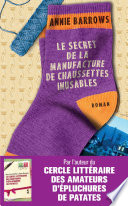 ANNIE BARROWS
LE SECRET
DE LA
MANUFACTURE
DE CHAUSSETTES
INUSABLES
ROMAN
Par l'auteur du
CERCLE LITTÉRAIRE
DES AMATEURS
D'ÉPLUCHURES
DE PATATES